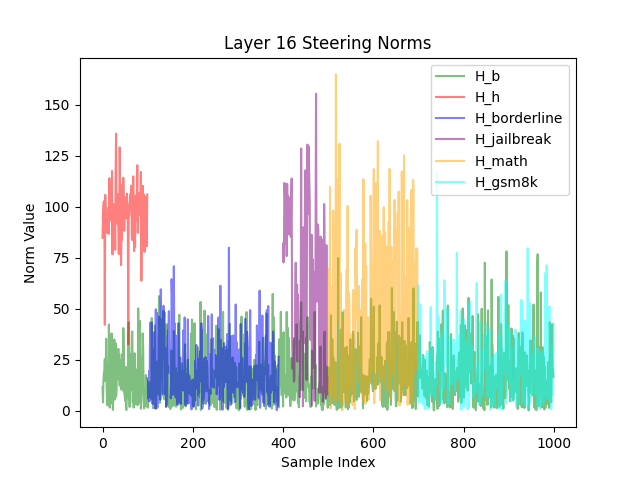 Layer 16 Steering Norms
H_b
H_h
H_borderline
H_jailbreak
H_math
H_gsm8k
Norm Value
150
125
100
75
50
25
0
0 200 400 600 800 1000
Sample Index